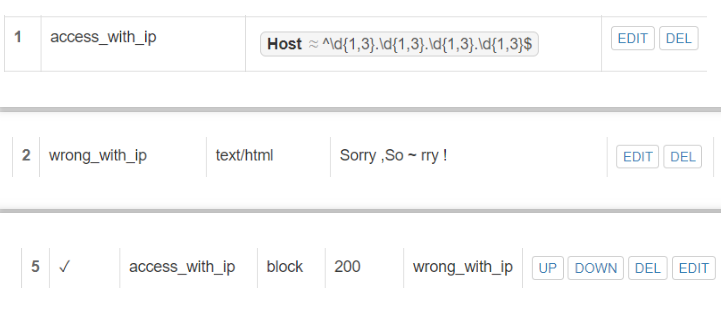 1 access_with_ip Host ≈ ^\d{1,3}.\d{1,3}.\d{1,3}.\d{1,3}$ EDIT DEL
2 wrong_with_ip text/html Sorry ,So ~ rry ! EDIT DEL
5 ✓ access_with_ip block 200 wrong_with_ip UP DOWN DEL EDIT